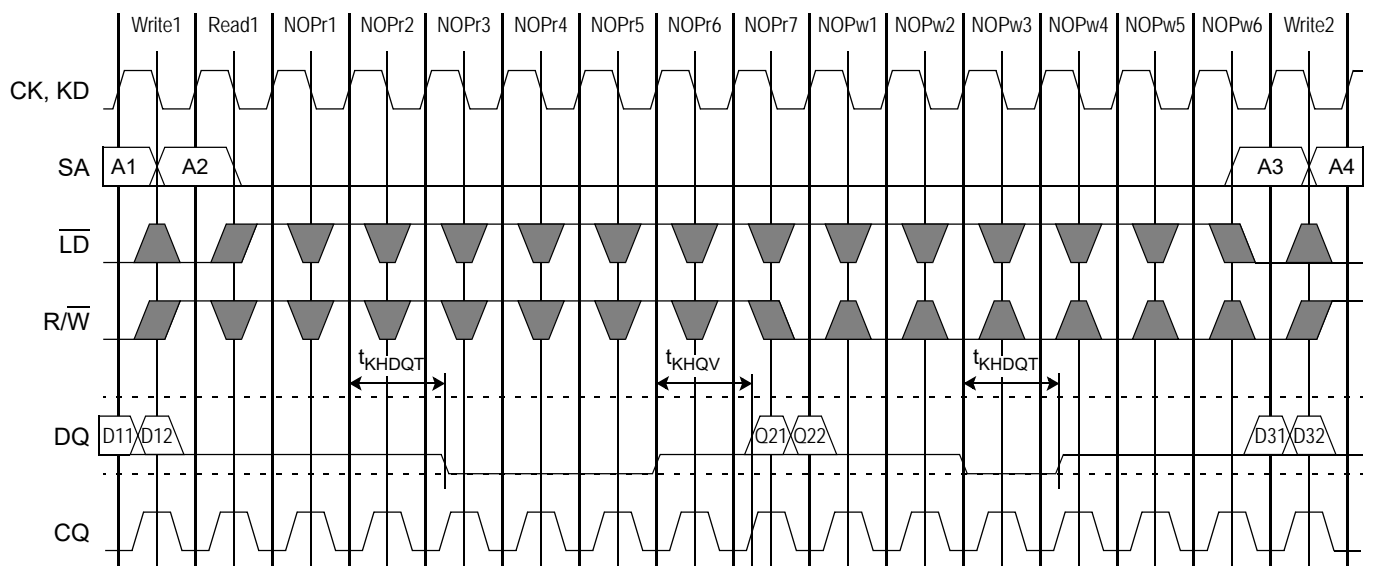 Write1 Read1 NOPr1 NOPr2 NOPr3 NOPr4 NOPr5 NOPr6 NOPr7 NOPw1 NOPw2 NOPw3 NOPw4 NOPw5 NOPw6 Write2
CK, KD
SA A1 A2 A3 A4
L̅D̅
R/W̅
tKHDQT tKHQV tKHDQT
DQ D11 D12 Q21 Q22 D31 D32
CQ